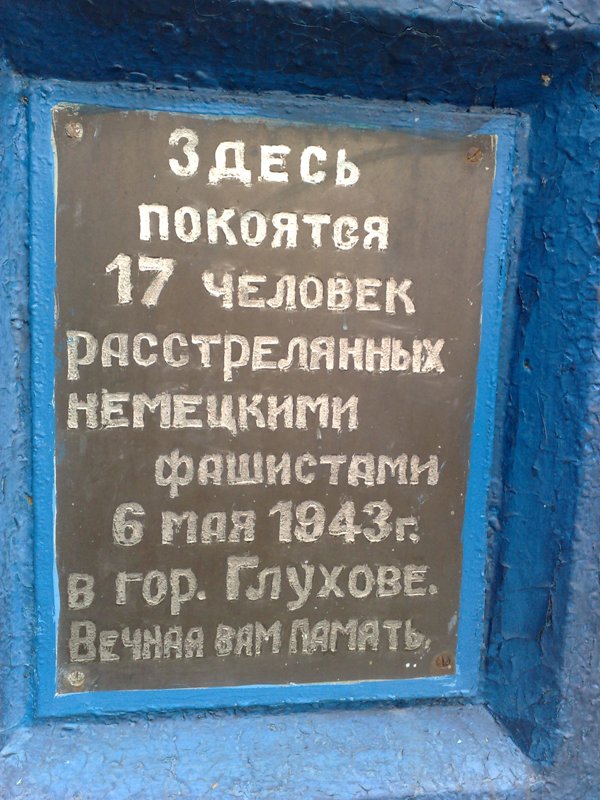 Здесь
покоятся
17 человек
расстрелянных
немецкими
фашистами
6 мая 1943г.
в гор. Глухове.
Вечная вам память.